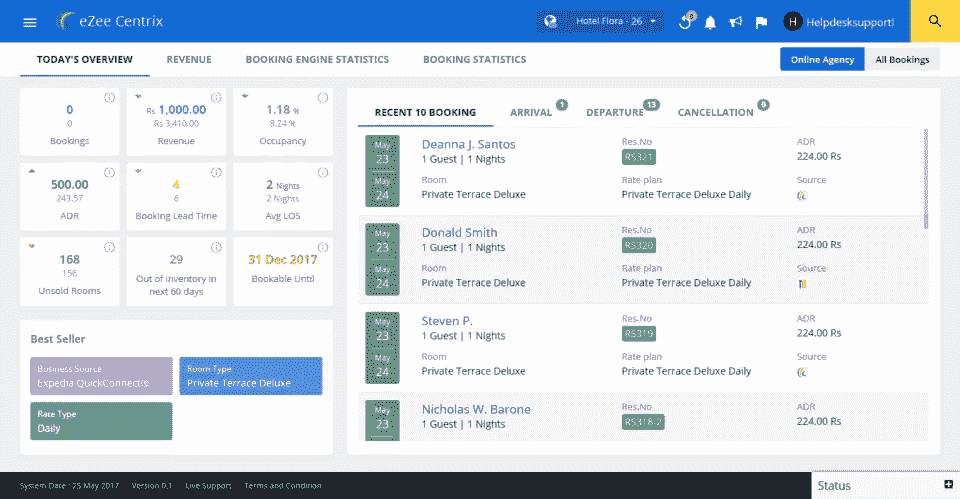 eZee Centrix
Hotel Flora - 26
Helpdesksupport!
TODAY'S OVERVIEW
REVENUE
BOOKING ENGINE STATISTICS
BOOKING STATISTICS
Online Agency
All Bookings
0
0
Bookings
Rs 1,000.00
Rs 3,410.00
Revenue
1.18 %
8.24 %
Occupancy
500.00
243.57
ADR
4
6
Booking Lead Time
2 Nights
2 Nights
Avg LOS
168
156
Unsold Rooms
29
Out of inventory in
next 60 days
31 Dec 2017
Bookable Until
Best Seller
Business Source
Expedia QuickConnect®
Room Type
Private Terrace Deluxe
Rate Type
Daily
RECENT 10 BOOKING
ARRIVAL
1
DEPARTURE
13
CANCELLATION
May
23
May
24
Deanna J. Santos
1 Guest | 1 Nights
Room
Private Terrace Deluxe
Res.No
RS321
Rate plan
Private Terrace Deluxe Daily
ADR
224.00 Rs
Source
May
23
May
24
Donald Smith
1 Guest | 1 Nights
Room
Private Terrace Deluxe
Res.No
RS320
Rate plan
Private Terrace Deluxe Daily
ADR
224.00 Rs
Source
May
23
May
24
Steven P.
1 Guest | 1 Nights
Room
Private Terrace Deluxe
Res.No
RS319
Rate plan
Private Terrace Deluxe Daily
ADR
224.00 Rs
Source
May
23
Nicholas W. Barone
1 Guest | 1 Nights
Res.No
RS318-2
ADR
224.00 Rs
System Date : 25 May 2017
Version 0.1
Live Support
Terms and Condition
Status